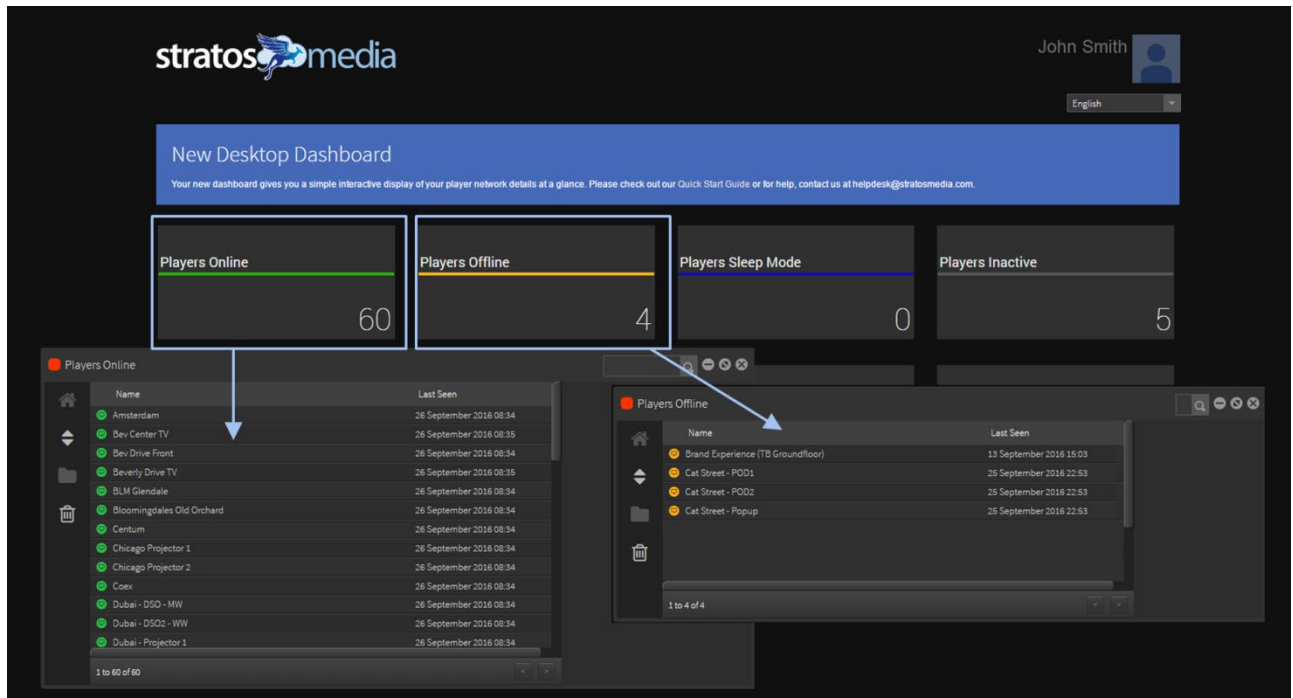 stratos media
John Smith
English
New Desktop Dashboard
Your new dashboard gives you a simple interactive display of your player network details at a glance. Please check out our Quick Start Guide or for help, contact us at helpdesk@stratosmedia.com.
Players Online
60
Players Offline
4
Players Sleep Mode
0
Players Inactive
5
Players Online
Name Last Seen
Amsterdam 26 September 2016 08:34
Bev Center TV 26 September 2016 08:35
Bev Drive Front 26 September 2016 08:34
Beverly Drive TV 26 September 2016 08:35
BLM Glendale 26 September 2016 08:34
Bloomingdales Old Orchard 26 September 2016 08:34
Centum 26 September 2016 08:34
Chicago Projector 1 26 September 2016 08:34
Chicago Projector 2 26 September 2016 08:34
Coex 26 September 2016 08:34
Dubai - DSO - MW 26 September 2016 08:34
Dubai - DSO2 - WW 26 September 2016 08:34
Dubai - Projector 1 26 September 2016 08:34
1 to 60 of 60
Players Offline
Name Last Seen
Brand Experience (TB Groundfloor) 13 September 2016 15:03
Cat Street - POD1 25 September 2016 22:53
Cat Street - POD2 25 September 2016 22:53
Cat Street - Popup 25 September 2016 22:53
1 to 4 of 4